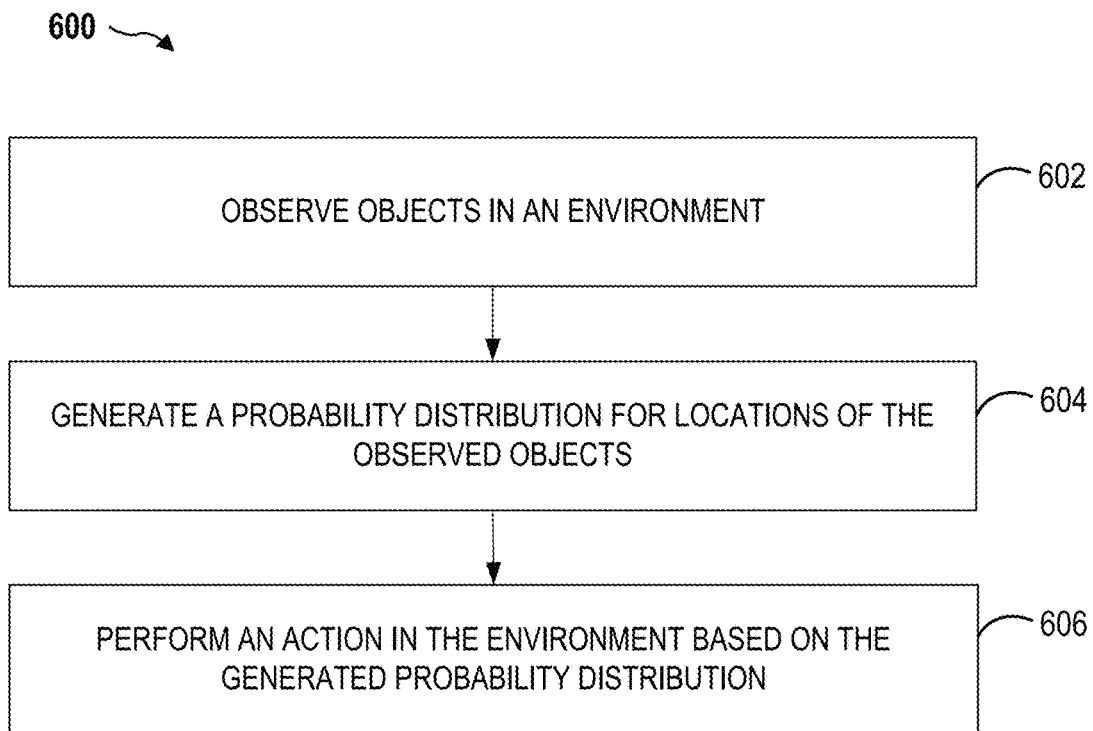 600
OBSERVE OBJECTS IN AN ENVIRONMENT
602
GENERATE A PROBABILITY DISTRIBUTION FOR LOCATIONS OF THE
OBSERVED OBJECTS
604
PERFORM AN ACTION IN THE ENVIRONMENT BASED ON THE
GENERATED PROBABILITY DISTRIBUTION
606